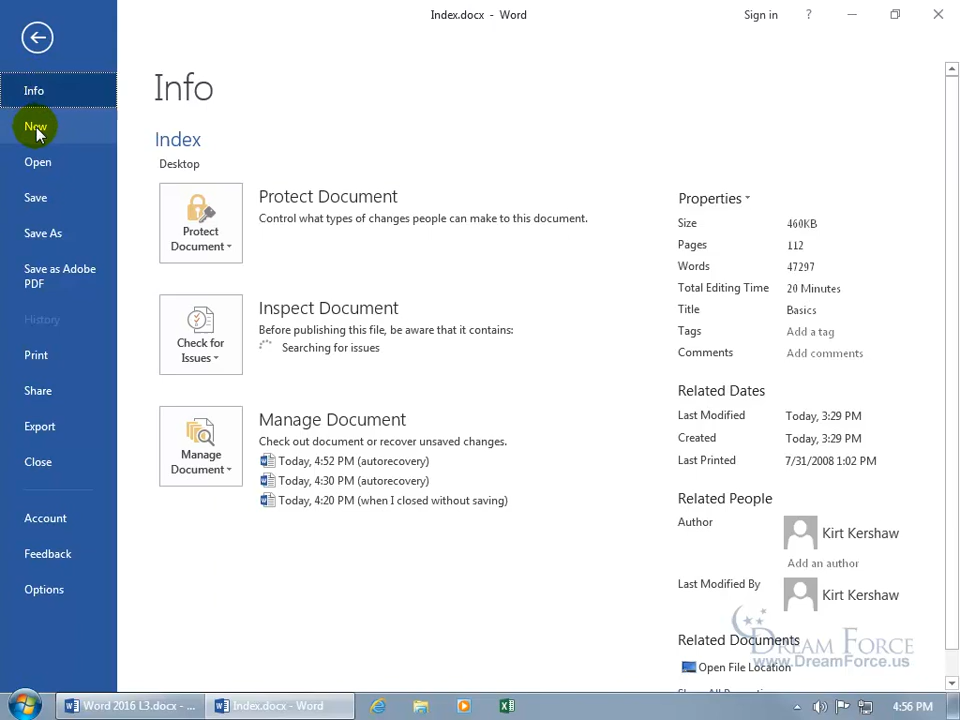 Index.docx - Word
Sign in
?
Info
New
Open
Save
Save As
Save as Adobe
PDF
History
Print
Share
Export
Close
Account
Feedback
Options
Info
Index
Desktop
Protect
Document
Protect Document
Control what types of changes people can make to this document.
Check for
Issues
Inspect Document
Before publishing this file, be aware that it contains:
Searching for issues
Manage
Document
Manage Document
Check out document or recover unsaved changes.
Today, 4:52 PM (autorecovery)
Today, 4:30 PM (autorecovery)
Today, 4:20 PM (when I closed without saving)
Properties
Size 460KB
Pages 112
Words 47297
Total Editing Time 20 Minutes
Title Basics
Tags Add a tag
Comments Add comments
Related Dates
Last Modified Today, 3:29 PM
Created Today, 3:29 PM
Last Printed 7/31/2008 1:02 PM
Related People
Author Kirt Kershaw
Add an author
Last Modified By Kirt Kershaw
Related Documents
Open File Location
DREAM FORCE
www.DreamForce.us
Word 2016 L3.docx - ...
Index.docx - Word
4:56 PM